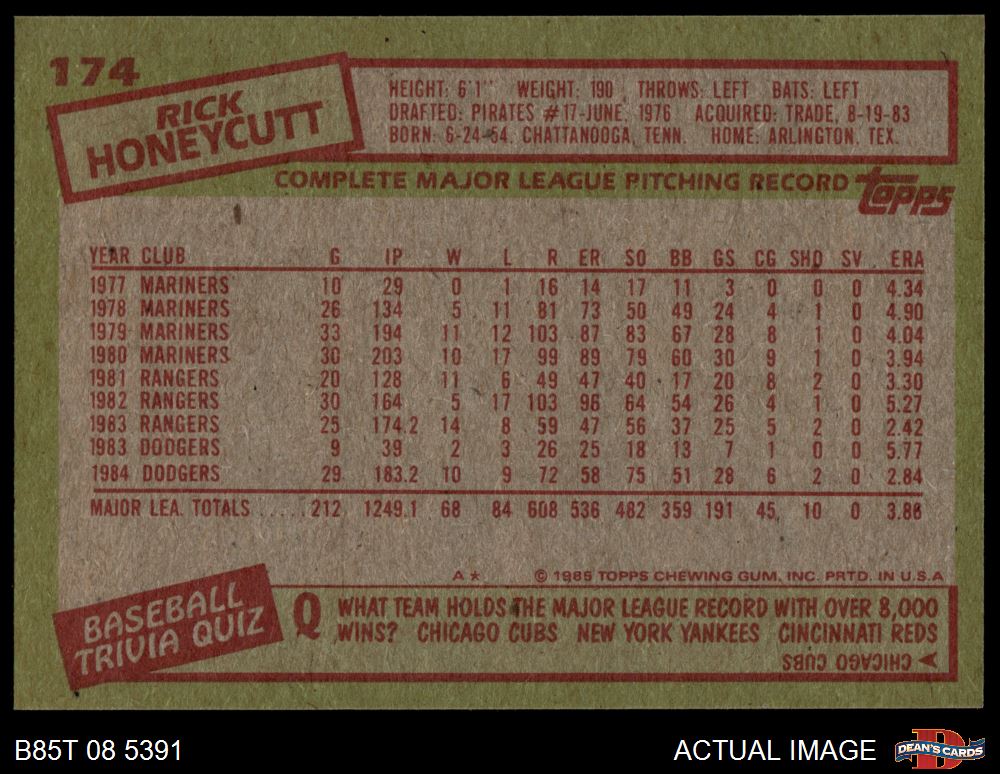 174
RICK
HONEYCUTT
HEIGHT: 6'1" WEIGHT: 190 THROWS: LEFT BATS: LEFT
DRAFTED: PIRATES #17-JUNE, 1976 ACQUIRED: TRADE, 8-19-83
BORN: 6-24-54, CHATTANOOGA, TENN. HOME: ARLINGTON, TEX.
COMPLETE MAJOR LEAGUE PITCHING RECORD topps
YEAR CLUB G IP W L R ER SO BB GS CG SHO SV ERA
1977 MARINERS 10 29 0 1 16 14 17 11 3 0 0 0 4.34
1978 MARINERS 26 134 5 11 81 73 50 49 24 4 1 0 4.90
1979 MARINERS 33 194 11 12 103 87 83 67 28 8 1 0 4.04
1980 MARINERS 30 203 10 17 99 89 79 60 30 9 1 0 3.94
1981 RANGERS 20 128 11 6 49 47 40 17 20 8 2 0 3.30
1982 RANGERS 30 164 5 17 103 96 64 54 26 4 1 0 5.27
1983 RANGERS 25 174.2 14 8 59 47 56 37 25 5 2 0 2.42
1983 DODGERS 9 39 2 3 26 25 18 13 7 1 0 0 5.77
1984 DODGERS 29 183.2 10 9 72 58 75 51 28 6 2 0 2.84
MAJOR LEA. TOTALS ..... 212 1249.1 68 84 608 536 482 359 191 45 10 0 3.86
A* © 1985 TOPPS CHEWING GUM, INC. PRTD. IN U.S.A
BASEBALL
TRIVIA QUIZ
Q WHAT TEAM HOLDS THE MAJOR LEAGUE RECORD WITH OVER 8,000
WINS? CHICAGO CUBS NEW YORK YANKEES CINCINNATI REDS
CHICAGO CUBS
B85T 08 5391
ACTUAL IMAGE
DEAN'S CARDS